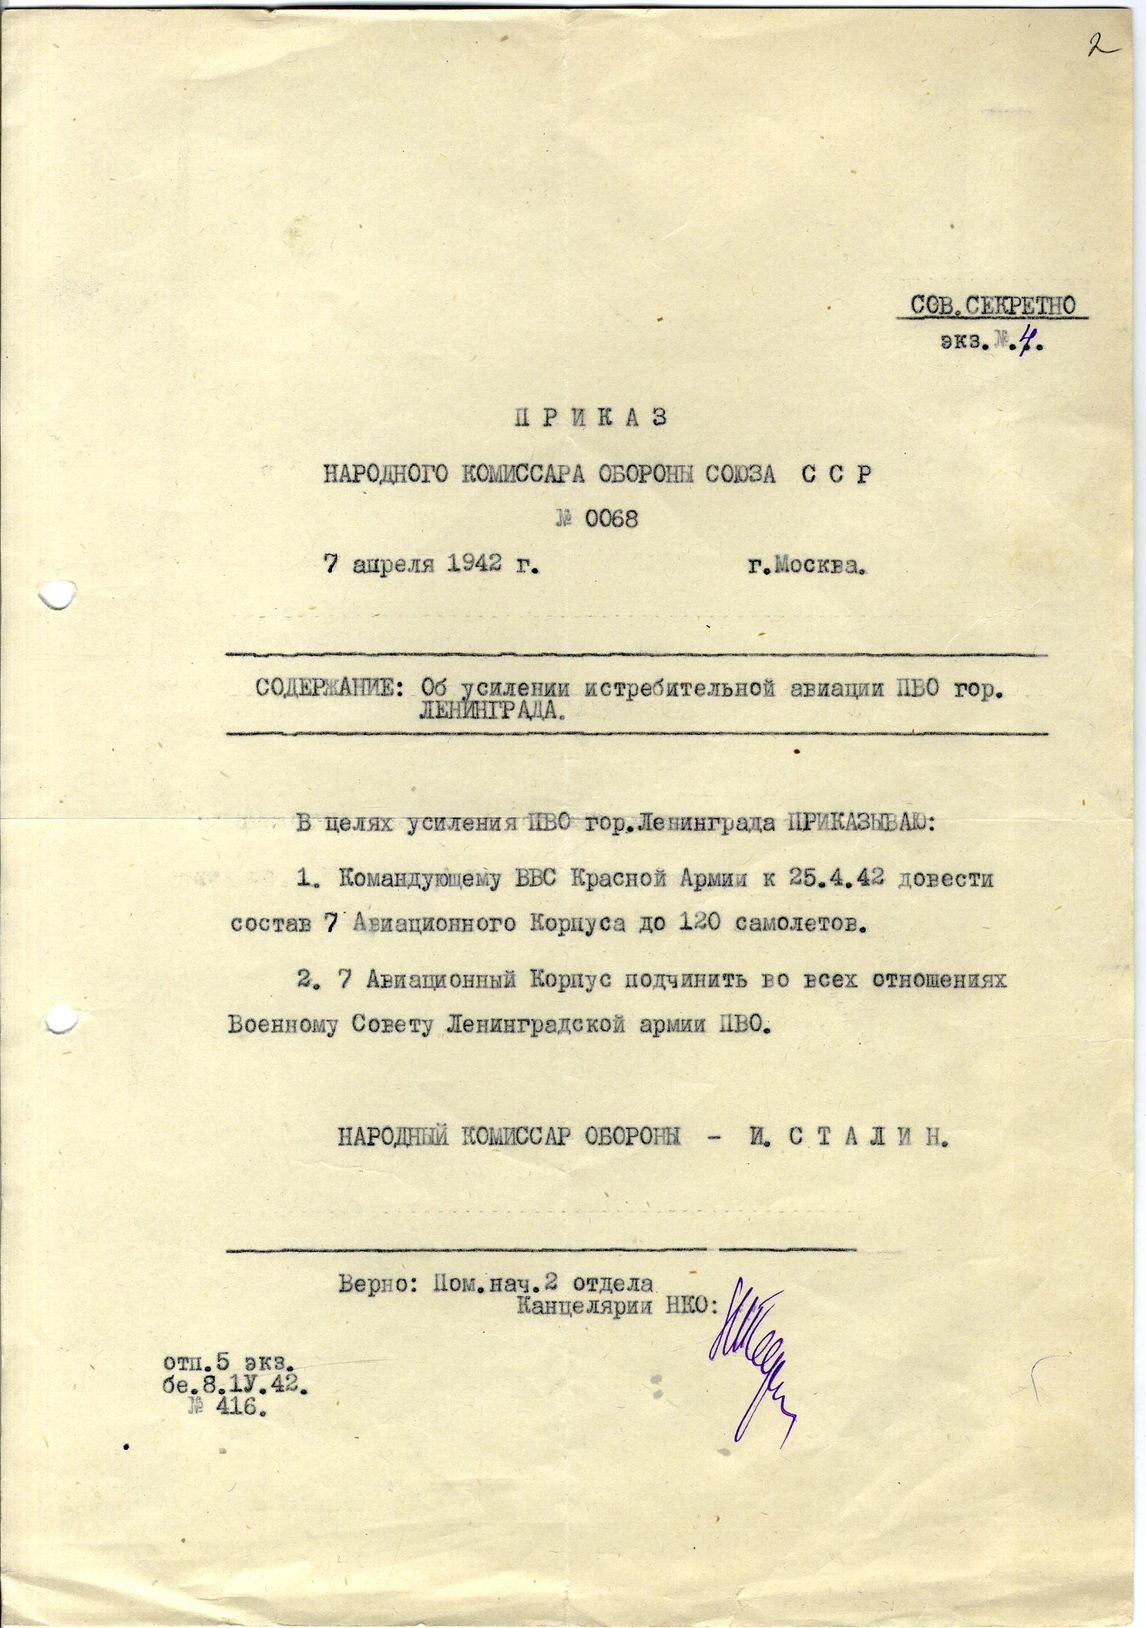 2
СОВ.СЕКРЕТНО
экз.№.4.
П Р И К А З
НАРОДНОГО КОМИССАРА ОБОРОНЫ СОЮЗА С С Р
№ 0068
7 апреля 1942 г. г.Москва.
СОДЕРЖАНИЕ: Об усилении истребительной авиации ПВО гор.
ЛЕНИНГРАДА.
В целях усиления ПВО гор.Ленинграда ПРИКАЗЫВАЮ:
1. Командующему ВВС Красной Армии к 25.4.42 довести
состав 7 Авиационного Корпуса до 120 самолетов.
2. 7 Авиационный Корпус подчинить во всех отношениях
Военному Совету Ленинградской армии ПВО.
НАРОДНЫЙ КОМИССАР ОБОРОНЫ - И. С Т А Л И Н.
Верно: Пом.нач.2 отдела
Канцелярии НКО:
отп.5 экз.
бе.8.1У.42.
№ 416.